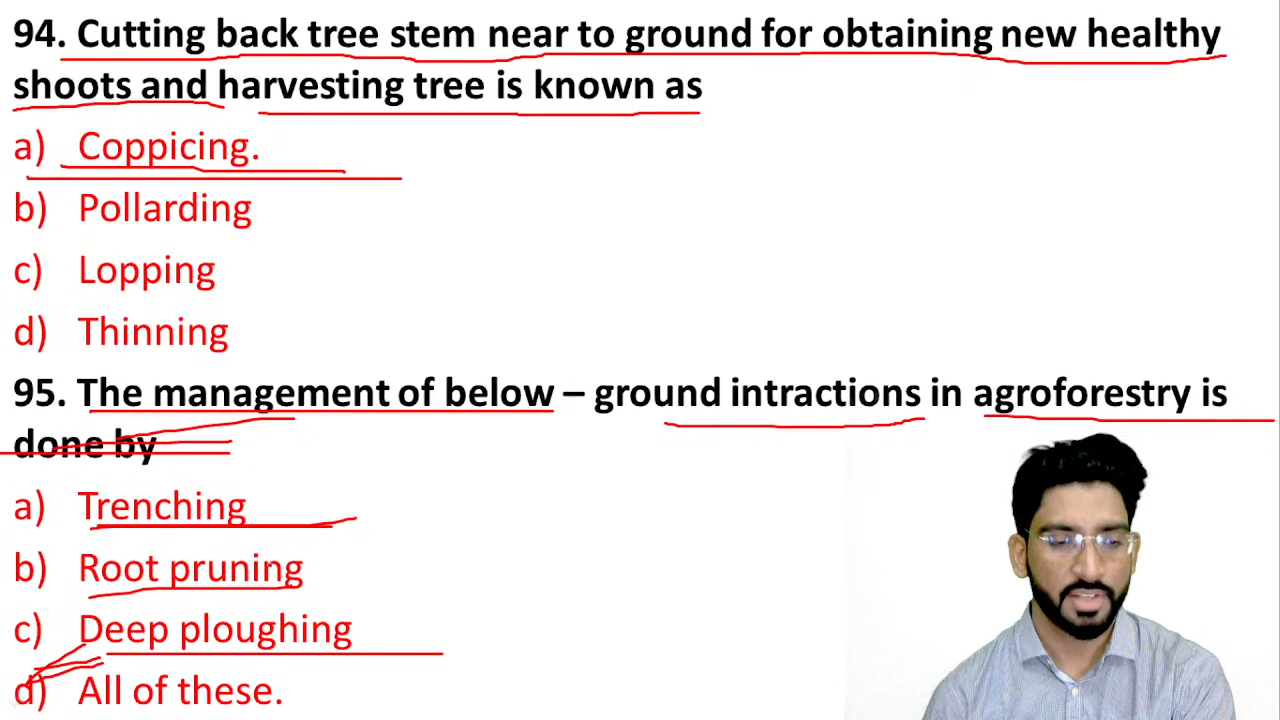 94. Cutting back tree stem near to ground for obtaining new healthy
shoots and harvesting tree is known as
a) Coppicing.
b) Pollarding
c) Lopping
d) Thinning
95. The management of below – ground intractions in agroforestry is
done by
a) Trenching
b) Root pruning
c) Deep ploughing
d) All of these.